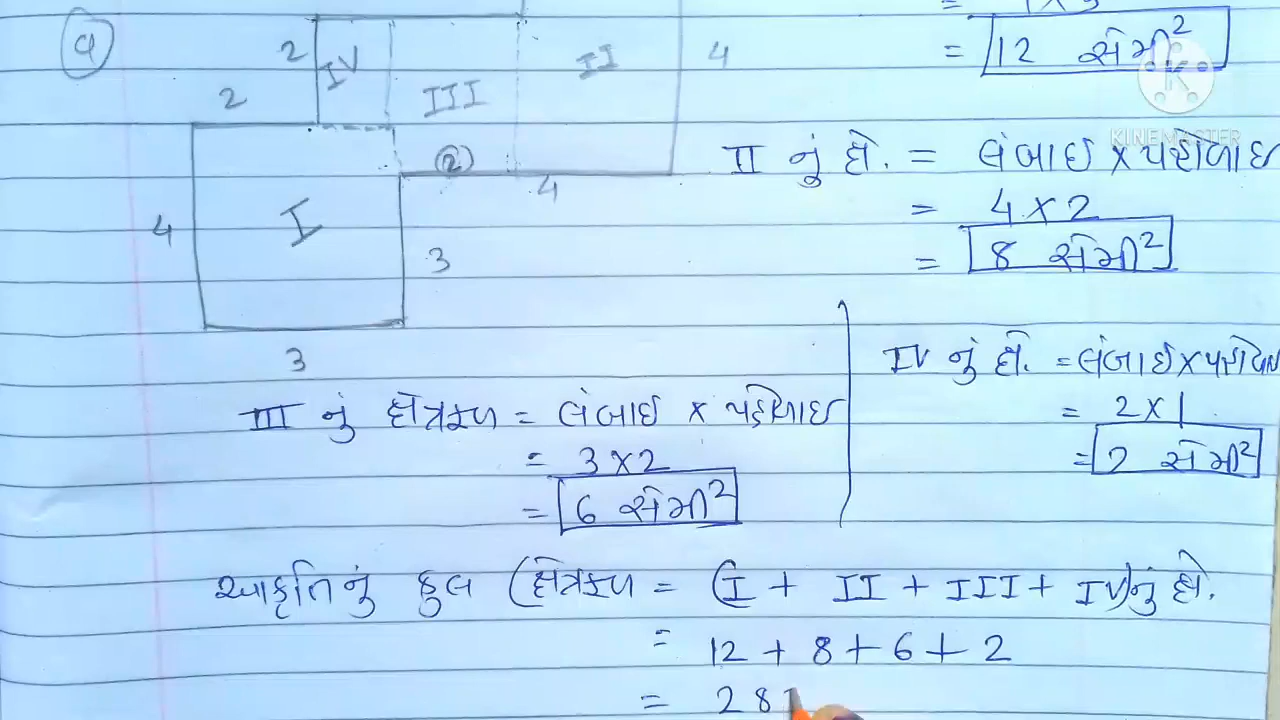 ૧
2
IV
III
II
4
2
2
4
I
4
3
3
= 12 સેમી²
KINEMASTER
II નું ક્ષે. = લંબાઈ × પહોળાઈ
= 4 × 2
= 8 સેમી²
III નું ક્ષેત્રફળ = લંબાઈ × પહોળાઈ
= 3 × 2
= 6 સેમી²
IV નું ક્ષે. = લંબાઈ ×
= 2 × 1
= 2 સેમી²
આકૃતિનું કુલ ક્ષેત્રફળ = (I + II + III + IV)નું ક્ષે.
= 12 + 8 + 6 + 2
= 28